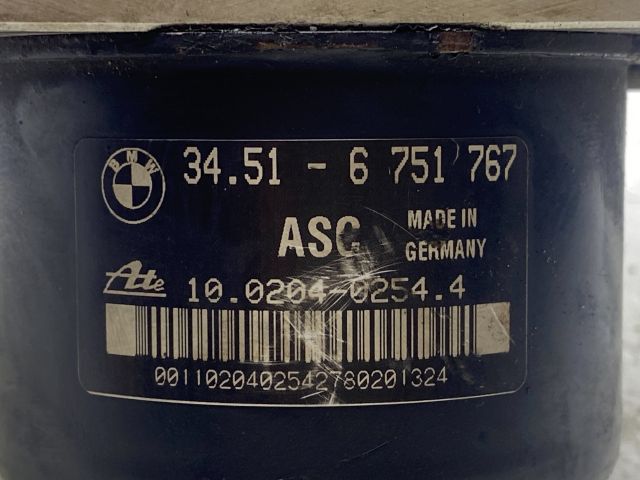 BMW
34.51 - 6 751 767
ASC MADE IN
GERMANY
Ate 10.0204-0254.4
0011020402542780201324